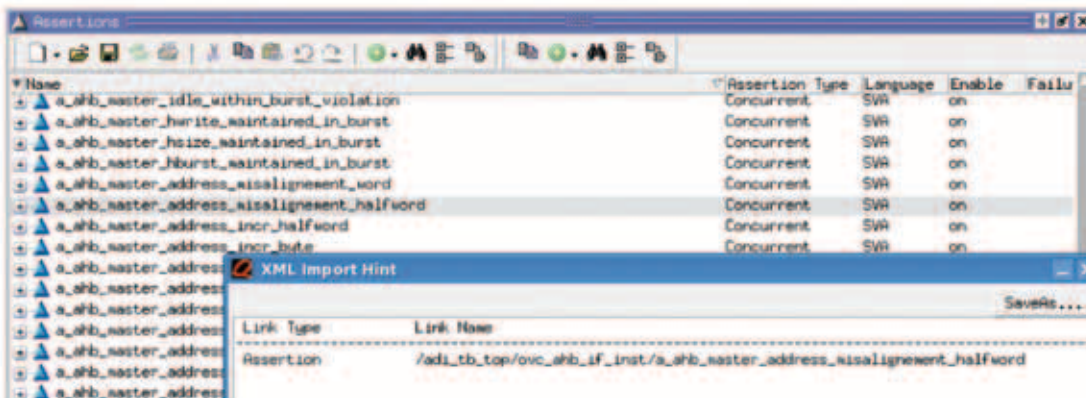 Assertions
Name Assertion Type Language Enable Failu
a_ahb_master_idle_within_burst_violation Concurrent SVA on
a_ahb_master_hwrite_maintained_in_burst Concurrent SVA on
a_ahb_master_hsize_maintained_in_burst Concurrent SVA on
a_ahb_master_hburst_maintained_in_burst Concurrent SVA on
a_ahb_master_address_misalignement_word Concurrent SVA on
a_ahb_master_address_misalignement_halfword Concurrent SVA on
a_ahb_master_address_incr_halfword Concurrent SVA on
a_ahb_master_address_incr_byte Concurrent SVA on
a_ahb_master_address
XML Import Hint
a_ahb_master_address
SaveAs...
a_ahb_master_address
Link Type Link Name
a_ahb_master_address
Assertion /adi_tb_top/ovc_ahb_if_inst/a_ahb_master_address_misalignement_halfword
a_ahb_master_address
a_ahb_master_address
a_ahb_master_address